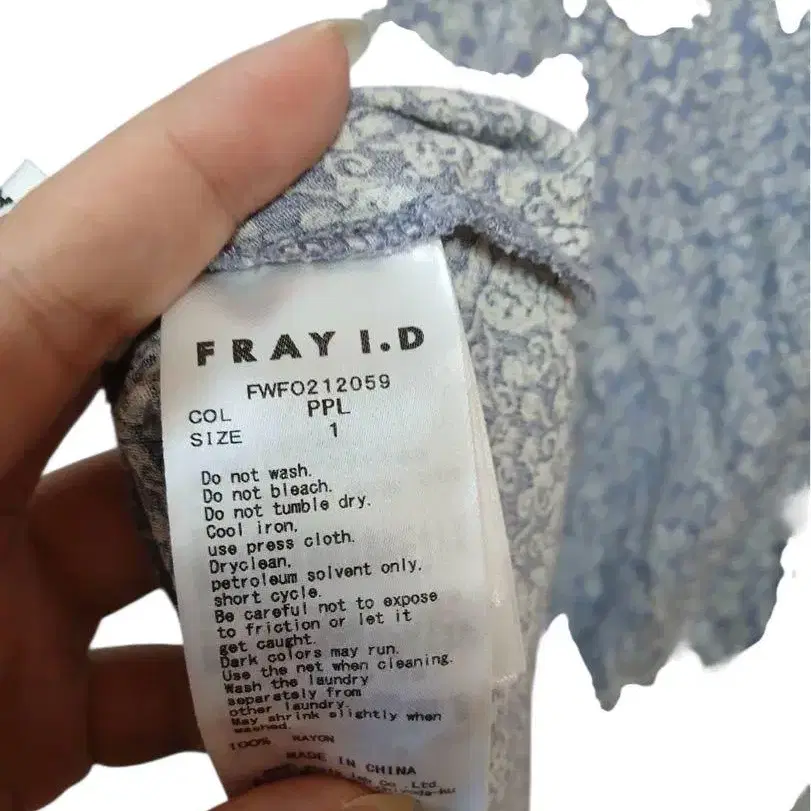 FRAY I.D
FWFO212059
COL PPL
SIZE 1
Do not wash.
Do not bleach.
Do not tumble dry.
Cool iron,
use press cloth.
Dryclean,
petroleum solvent only.
short cycle.
Be careful not to expose
to friction or let it
get caught.
Dark colors may run.
Use the net when cleaning.
Wash the laundry
separately from
other laundry.
May shrink slightly when
washed.
100% RAYON
MADE IN CHINA
Co., Ltd.